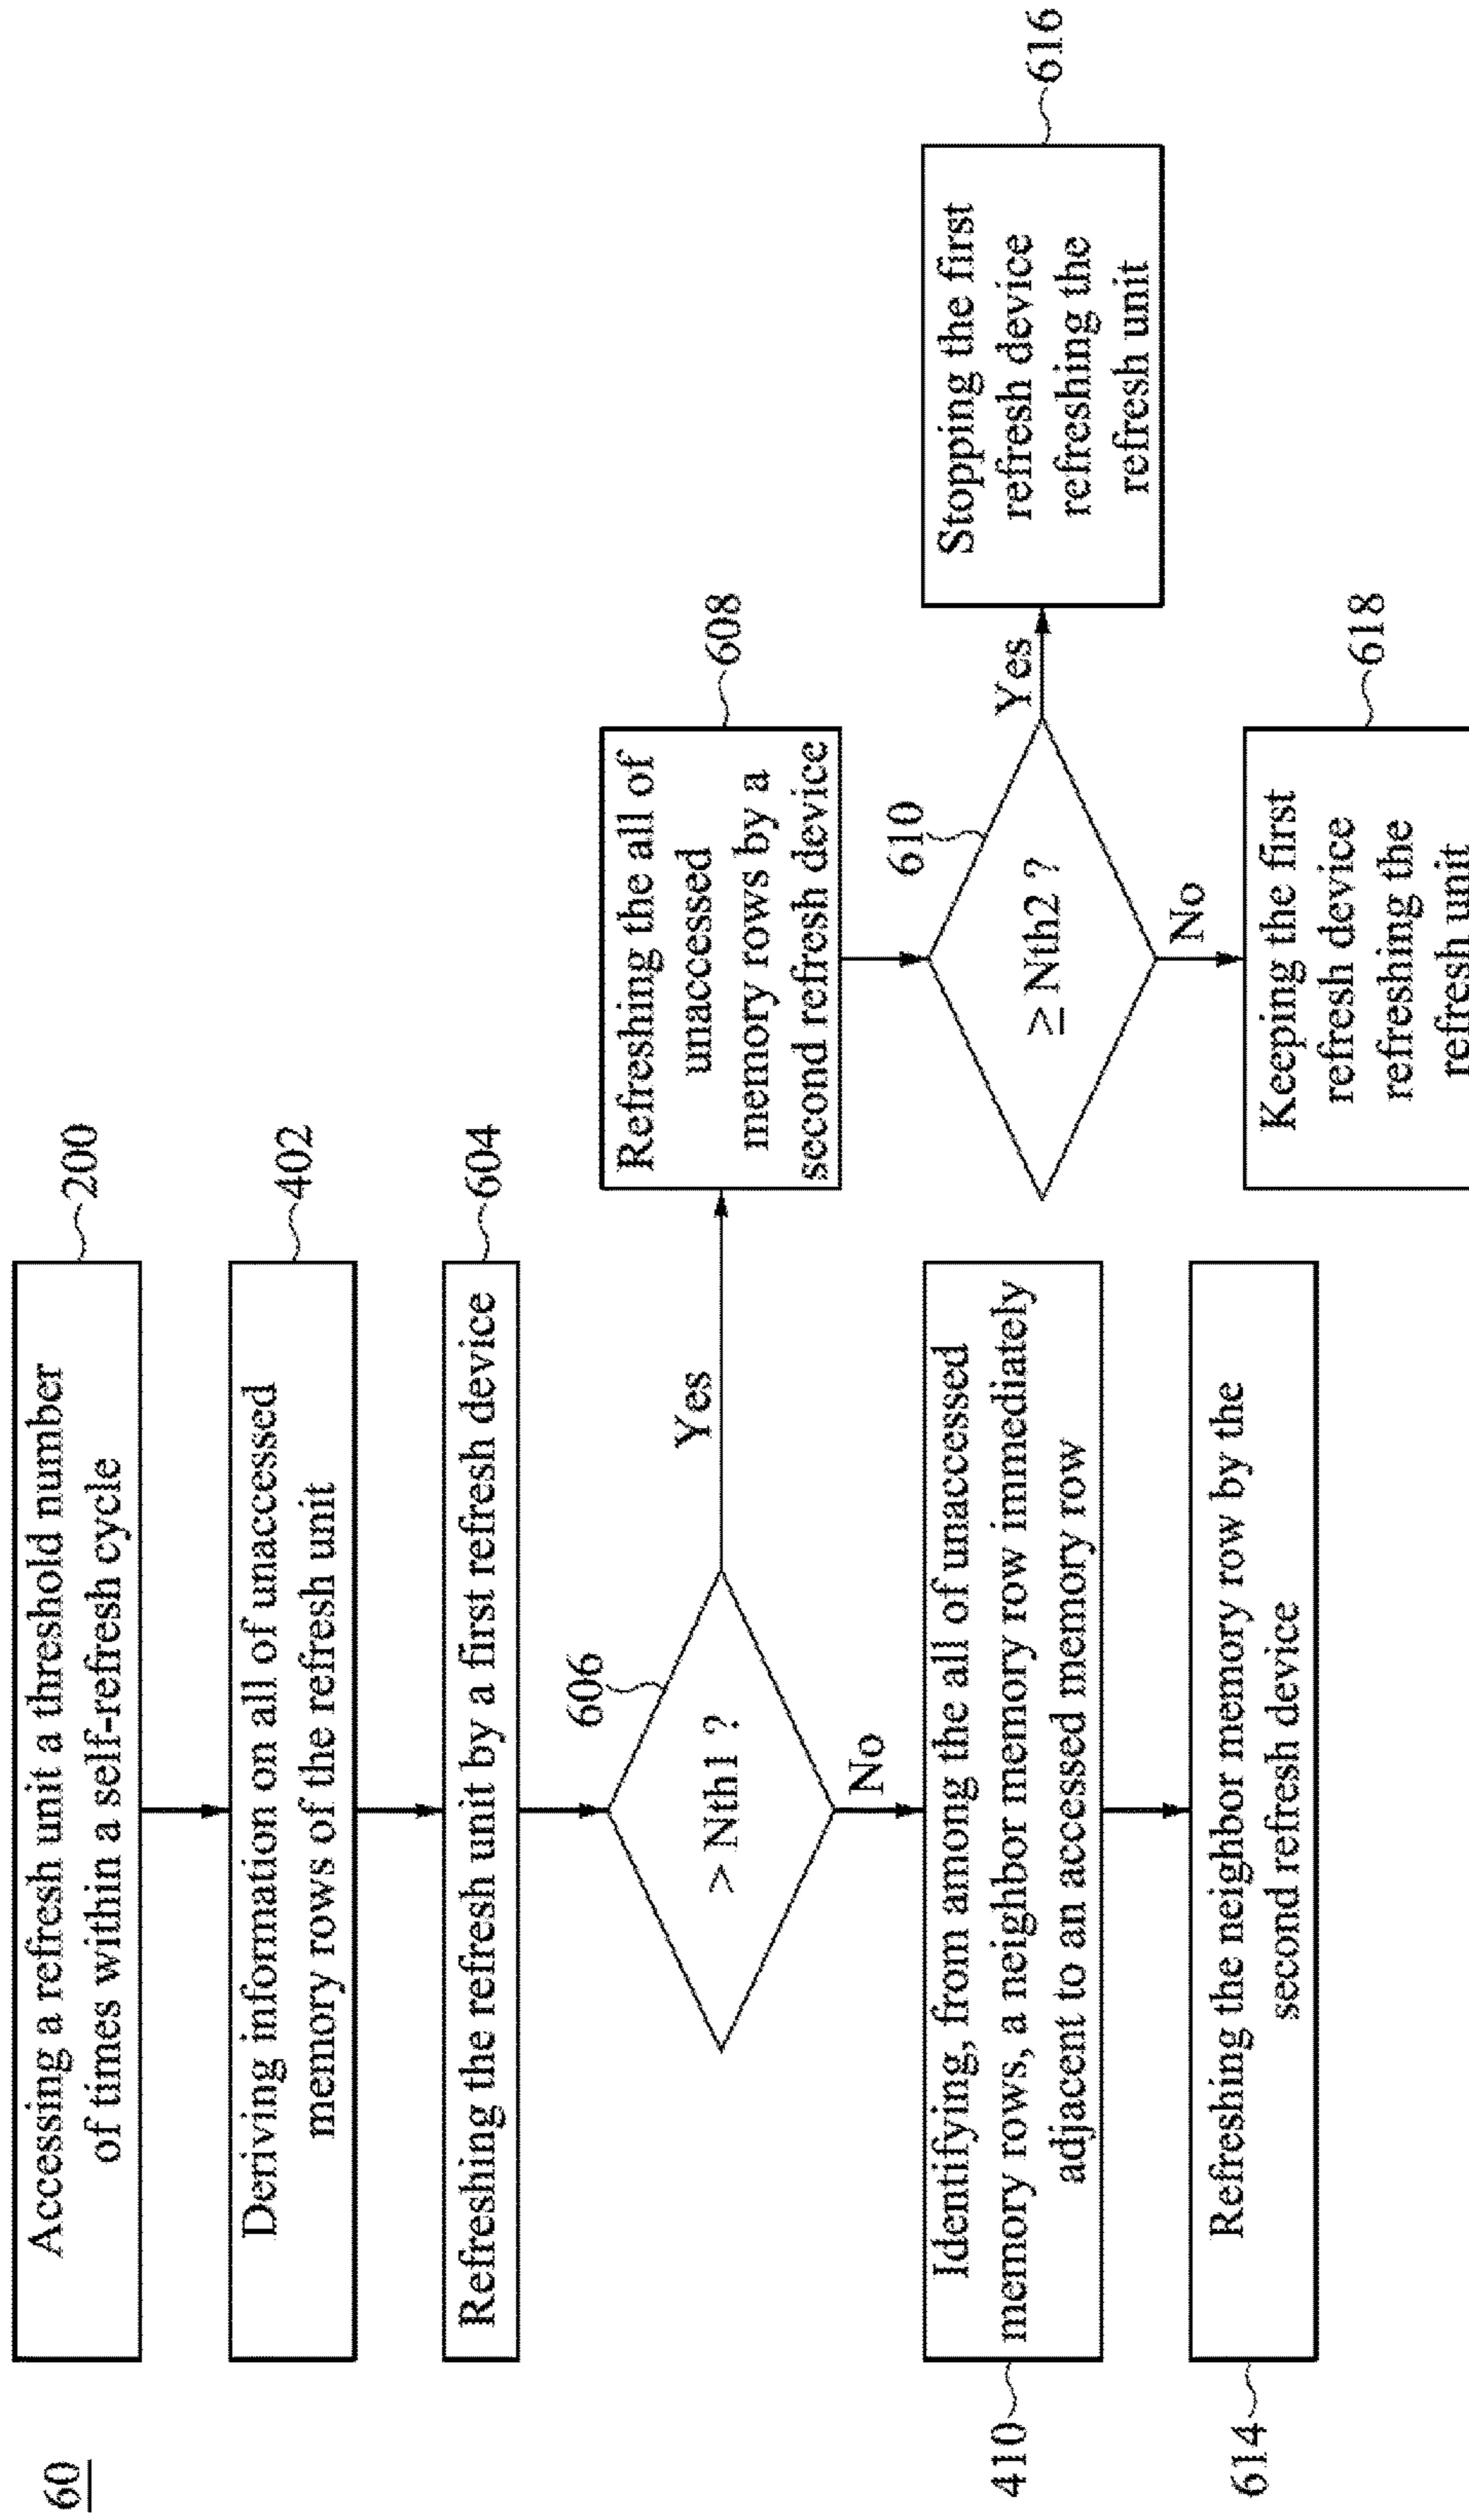 60
Accessing a refresh unit a threshold number
of times within a self-refresh cycle
200
Deriving information on all of unaccessed
memory rows of the refresh unit
402
Refreshing the refresh unit by a first refresh device
604
606
> Nth1 ?
Yes
No
Refreshing the all of
unaccessed
memory rows by a
second refresh device
608
610
≥ Nth2 ?
Yes
No
Stopping the first
refresh device
refreshing the
refresh unit
616
Keeping the first
refresh device
refreshing the
refresh unit
618
Identifying, from among the all of unaccessed
memory rows, a neighbor memory row immediately
adjacent to an accessed memory row
410
Refreshing the neighbor memory row by the
second refresh device
614